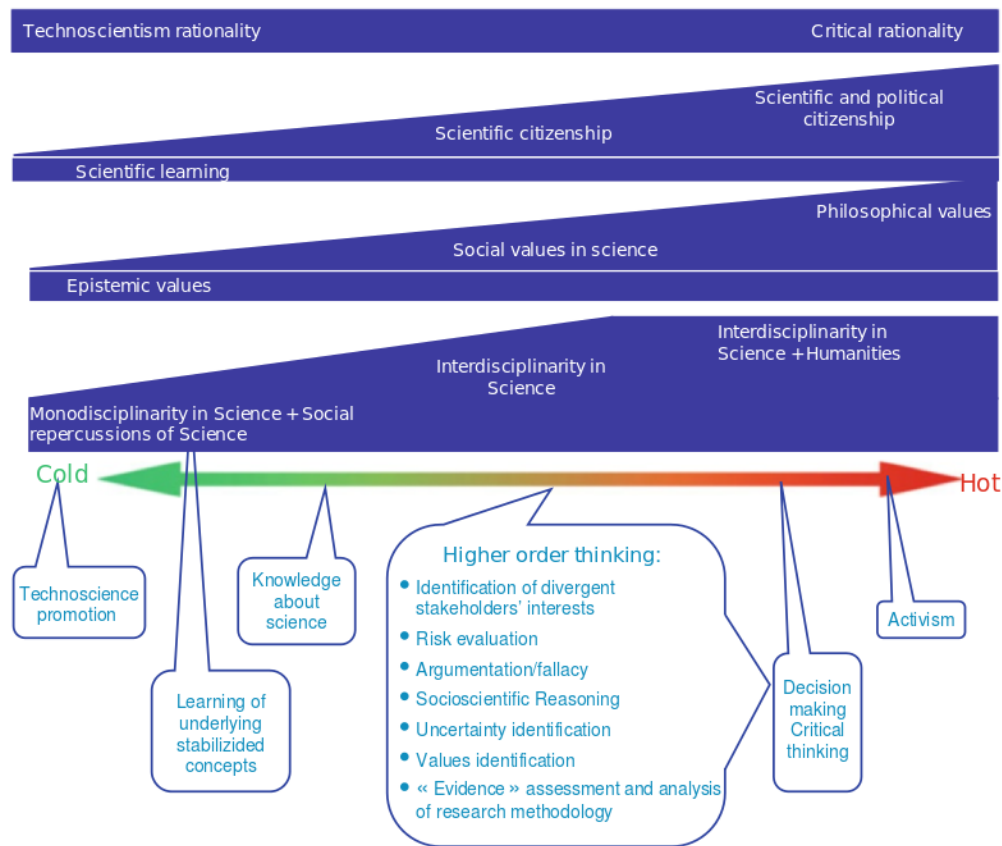 Technoscientism rationality
Critical rationality
Scientific and political
citizenship
Scientific citizenship
Scientific learning
Philosophical values
Social values in science
Epistemic values
Interdisciplinarity in
Science +Humanities
Interdisciplinarity in
Science
Monodisciplinarity in Science + Social
repercussions of Science
Cold
Hot
Technoscience
promotion
Learning of
underlying
stabilizided
concepts
Knowledge
about
science
Higher order thinking:
• Identification of divergent
stakeholders' interests
• Risk evaluation
• Argumentation/fallacy
• Socioscientific Reasoning
• Uncertainty identification
• Values identification
• « Evidence » assessment and analysis
of research methodology
Decision
making
Critical
thinking
Activism